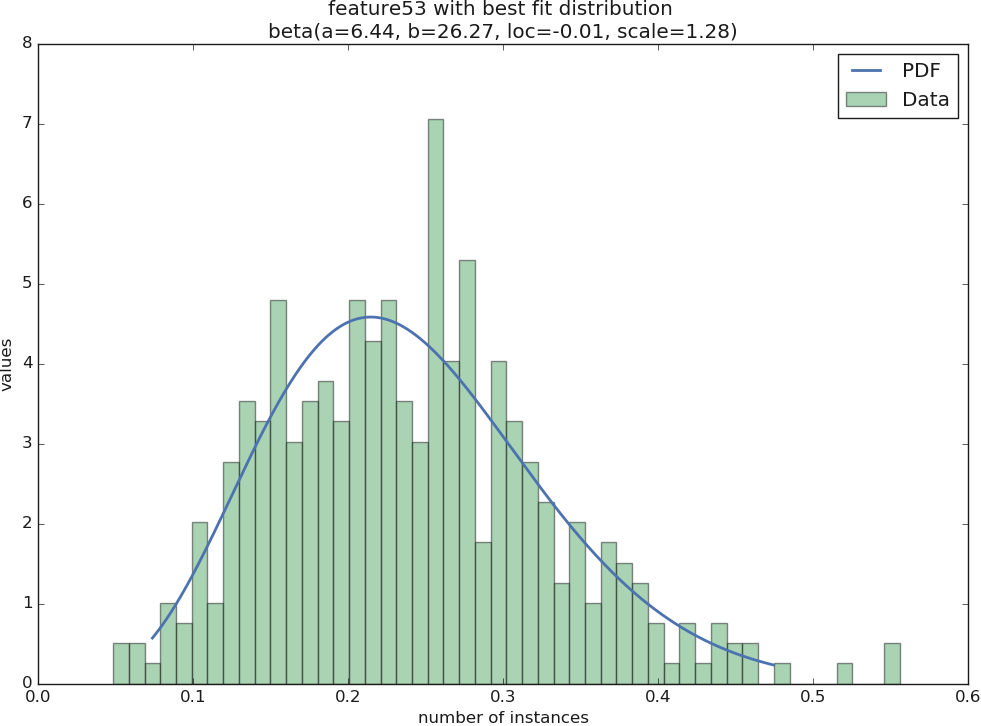 feature53 with best fit distribution
beta(a=6.44, b=26.27, loc=-0.01, scale=1.28)
PDF
Data
8
7
6
5
4
3
2
1
0
values
0.0 0.1 0.2 0.3 0.4 0.5 0.6
number of instances